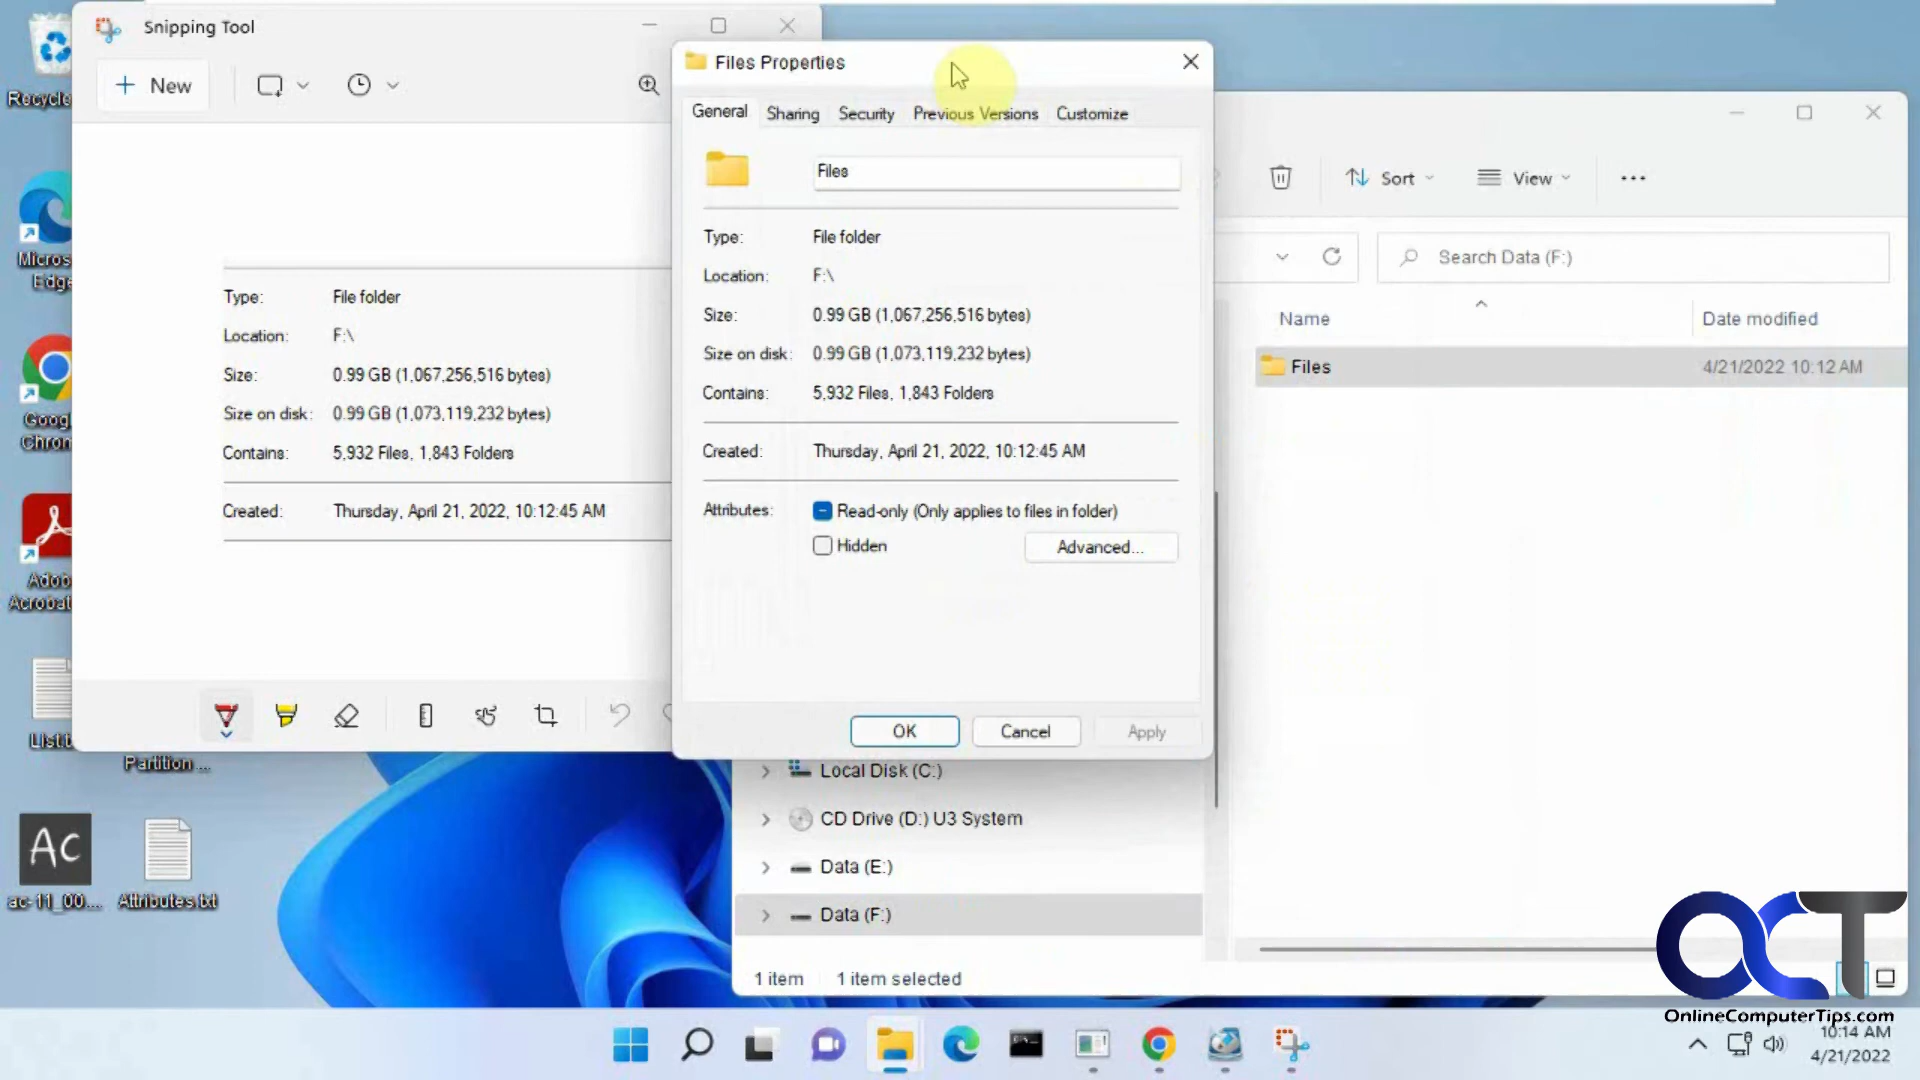 Recycle
Micros
Edge
Goog
Chron
Adob
Acrobat
List.t
Partition ...
ac-11_00....
Attributes.txt
Ac
Snipping Tool
New
Type: File folder
Location: F:\
Size: 0.99 GB (1,067,256,516 bytes)
Size on disk: 0.99 GB (1,073,119,232 bytes)
Contains: 5,932 Files, 1,843 Folders
Created: Thursday, April 21, 2022, 10:12:45 AM
Files Properties
General Sharing Security Previous Versions Customize
Files
Type: File folder
Location: F:\
Size: 0.99 GB (1,067,256,516 bytes)
Size on disk: 0.99 GB (1,073,119,232 bytes)
Contains: 5,932 Files, 1,843 Folders
Created: Thursday, April 21, 2022, 10:12:45 AM
Attributes: Read-only (Only applies to files in folder)
Hidden Advanced...
OK Cancel Apply
Sort View
Search Data (F:)
Name Date modified
Files 4/21/2022 10:12 AM
Local Disk (C:)
CD Drive (D:) U3 System
Data (E:)
Data (F:)
1 item 1 item selected
OCT
OnlineComputerTips.com
10:14 AM
4/21/2022